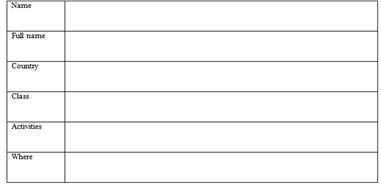 Name
Full name
Country
Class
Activities
Where